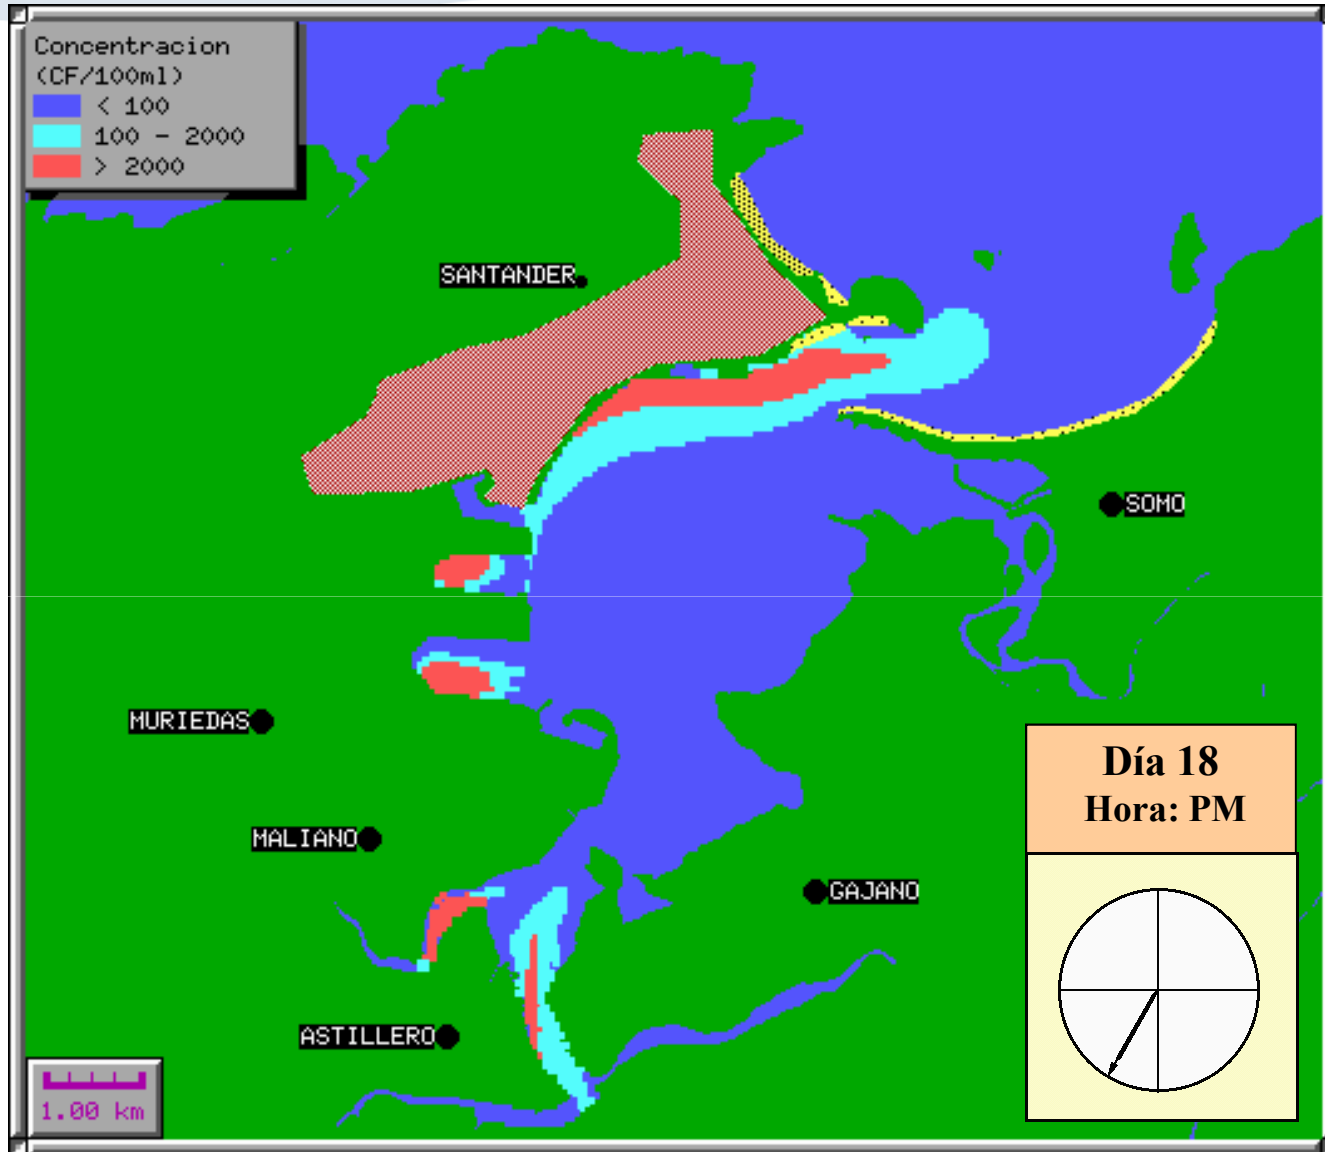 Concentracion
(CF/100ml)
< 100
100 - 2000
> 2000
SANTANDER
SOMO
MURIEDAS
Día 18
Hora: PM
MALIANO
GAJANO
ASTILLERO
1.00 km